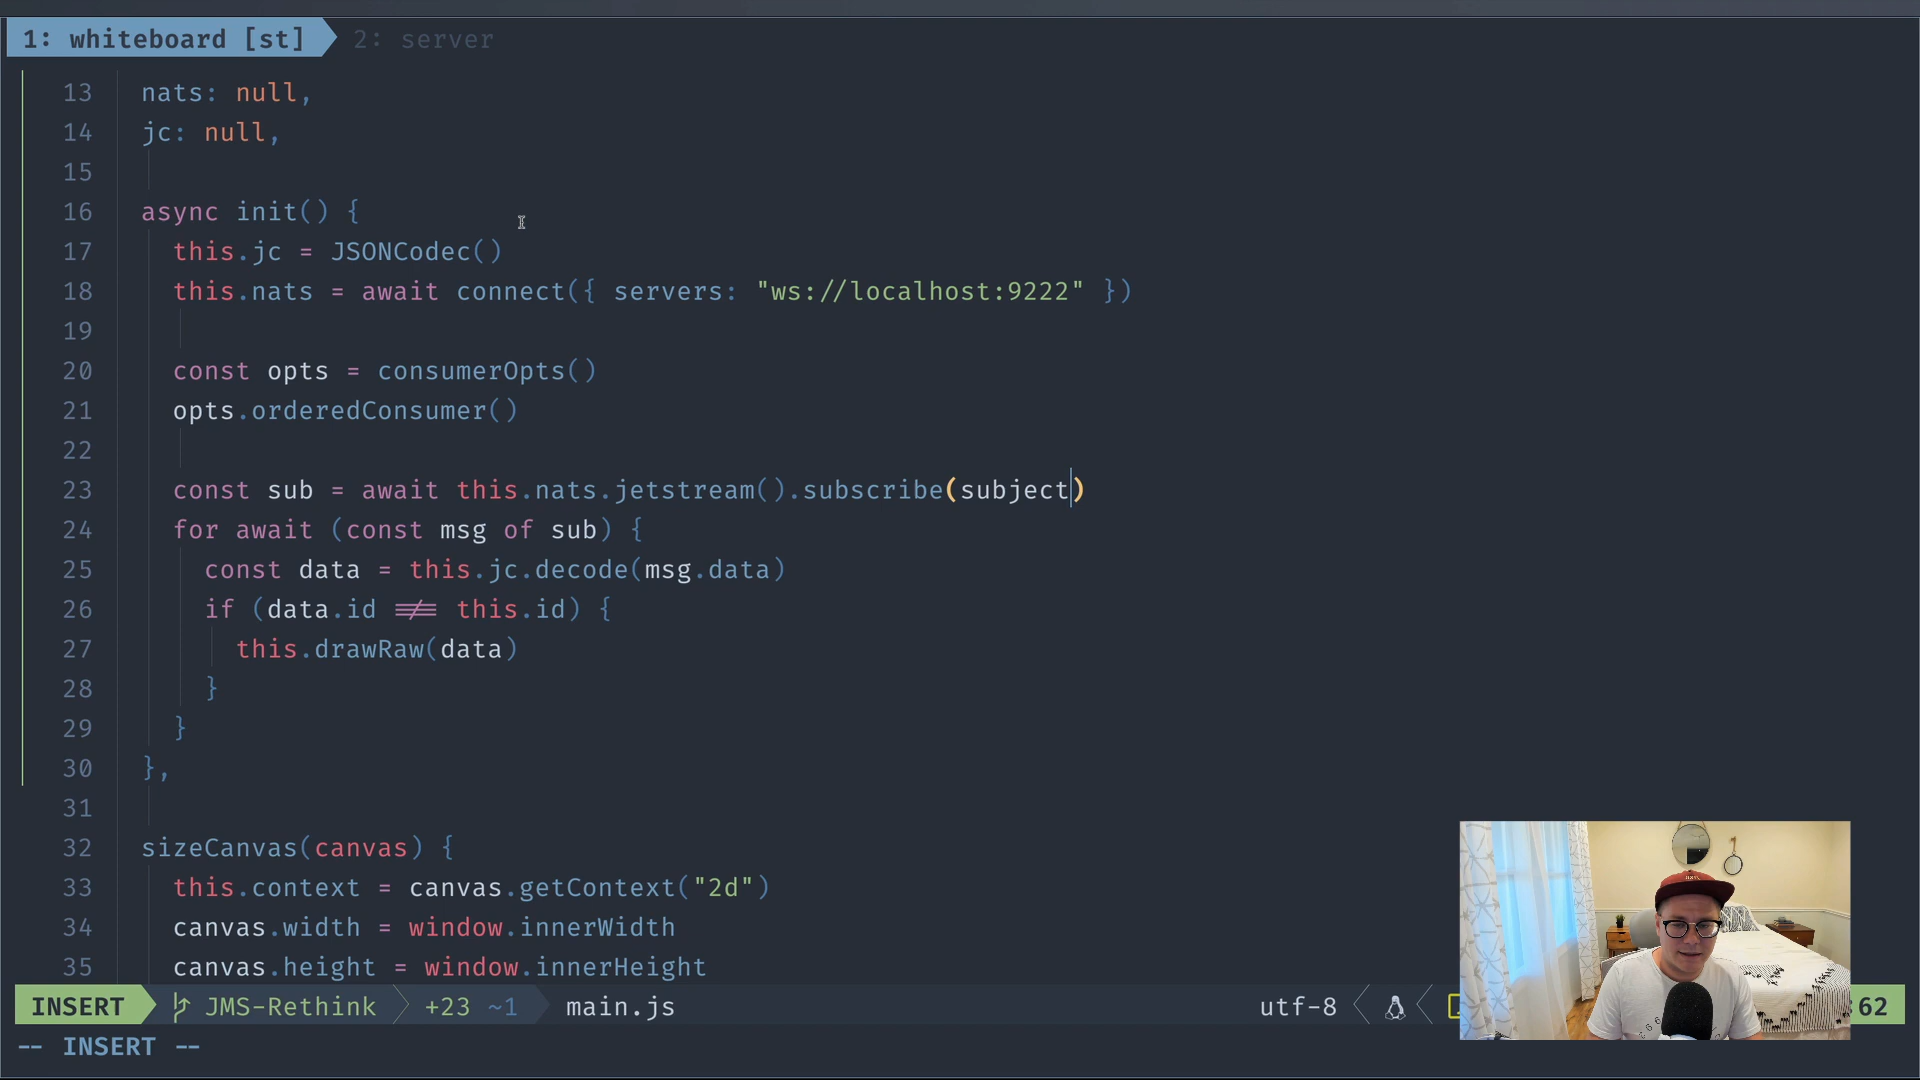 1: whiteboard [st] 2: server
13 nats: null,
14 jc: null,
15
16 async init() {
17 this.jc = JSONCodec()
18 this.nats = await connect({ servers: "ws://localhost:9222" })
19
20 const opts = consumerOpts()
21 opts.orderedConsumer()
22
23 const sub = await this.nats.jetstream().subscribe(subject)
24 for await (const msg of sub) {
25 const data = this.jc.decode(msg.data)
26 if (data.id !== this.id) {
27 this.drawRaw(data)
28 }
29 }
30 },
31
32 sizeCanvas(canvas) {
33 this.context = canvas.getContext("2d")
34 canvas.width = window.innerWidth
35 canvas.height = window.innerHeight
INSERT JMS-Rethink +23 ~1 main.js utf-8 :62
-- INSERT --